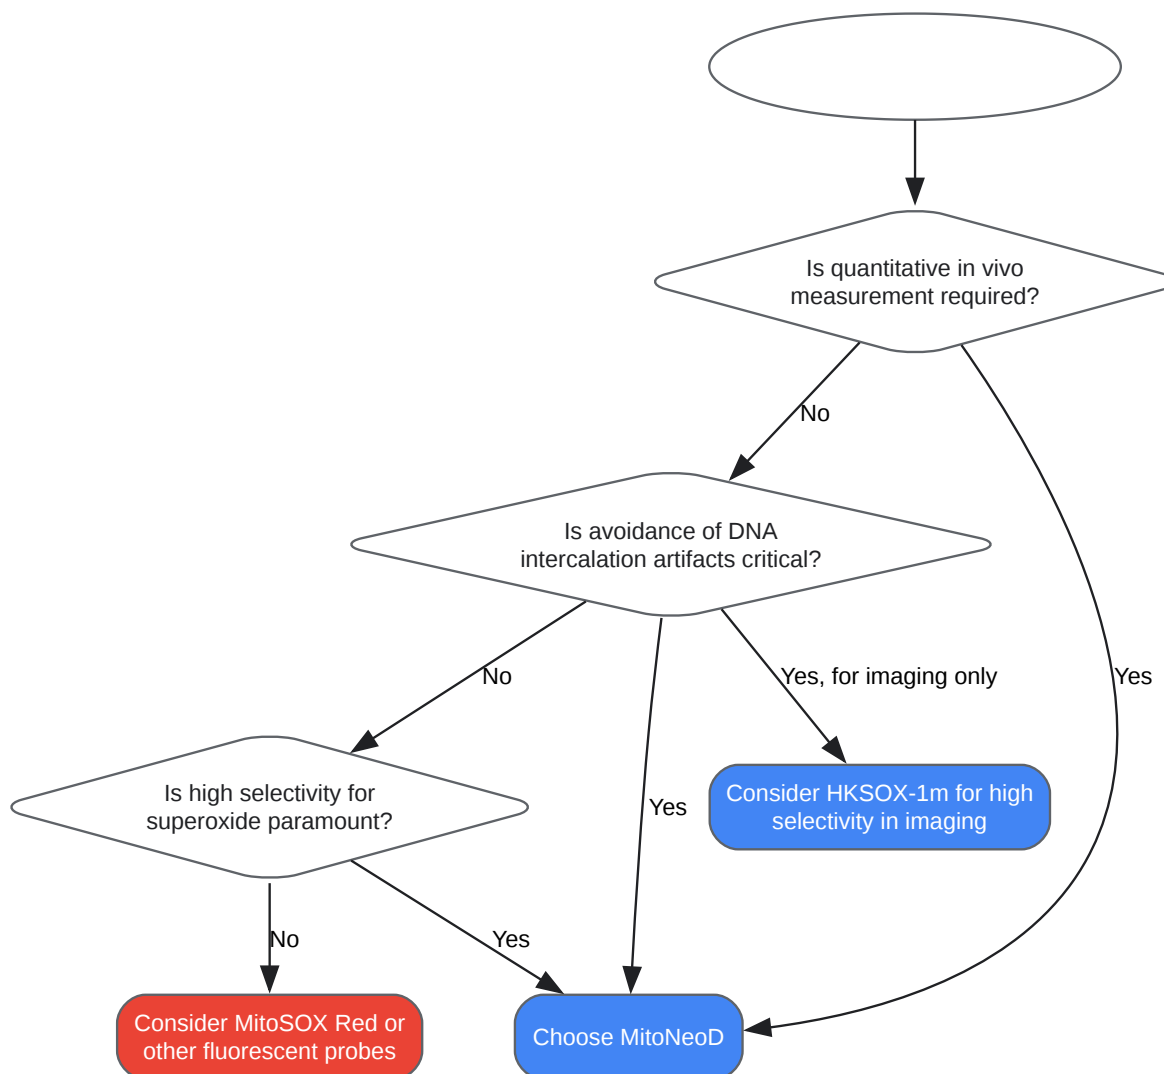 Is quantitative in vivo
measurement required?
No
Is avoidance of DNA
intercalation artifacts critical?
No
Yes, for imaging only
Yes
Is high selectivity for
superoxide paramount?
Yes
Consider HKSOX-1m for high
selectivity in imaging
No
Yes
Consider MitoSOX Red or
other fluorescent probes
Choose MitoNeoD